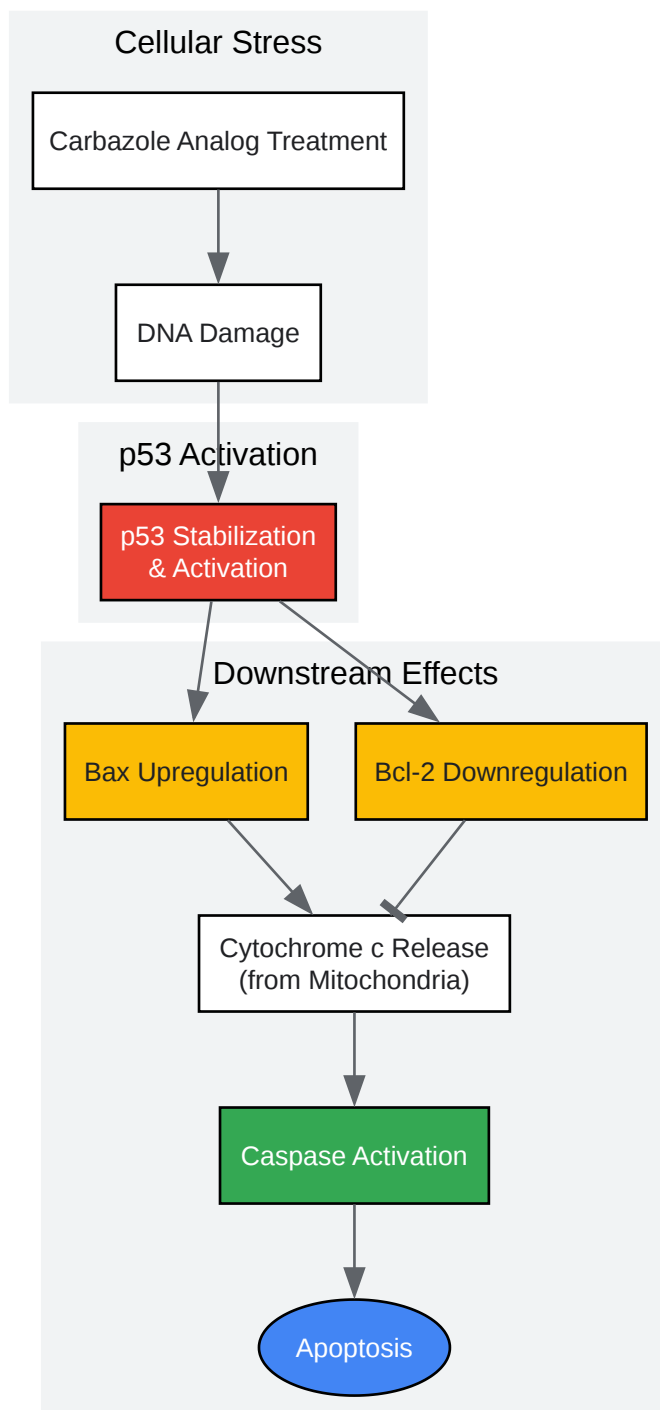 Cellular Stress
Carbazole Analog Treatment
DNA Damage
p53 Activation
p53 Stabilization
& Activation
Downstream Effects
Bax Upregulation
Bcl-2 Downregulation
Cytochrome c Release
(from Mitochondria)
Caspase Activation
Apoptosis